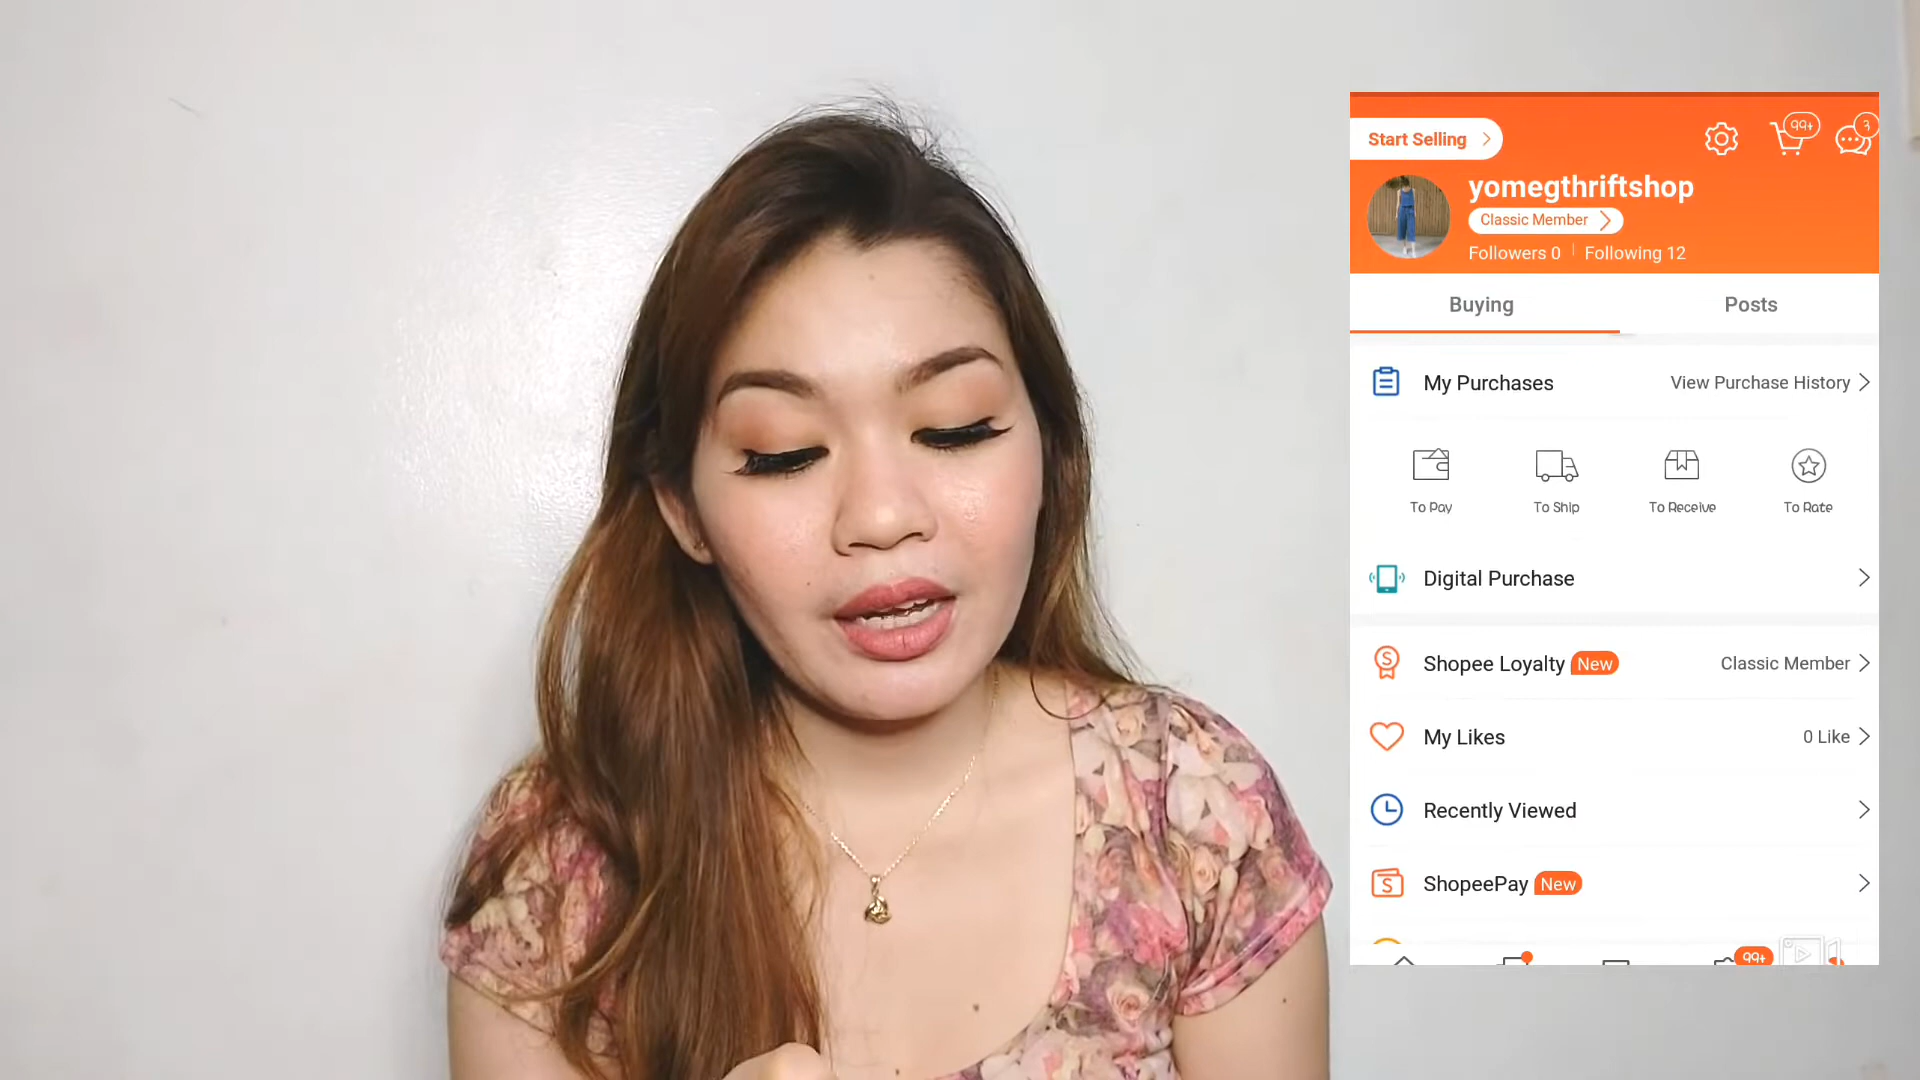 Start Selling
99+
3
yomegthriftshop
Classic Member
Followers 0 Following 12
Buying Posts
My Purchases View Purchase History
To Pay To Ship To Receive To Rate
Digital Purchase
Shopee Loyalty New Classic Member
My Likes 0 Like
Recently Viewed
ShopeePay New
99+